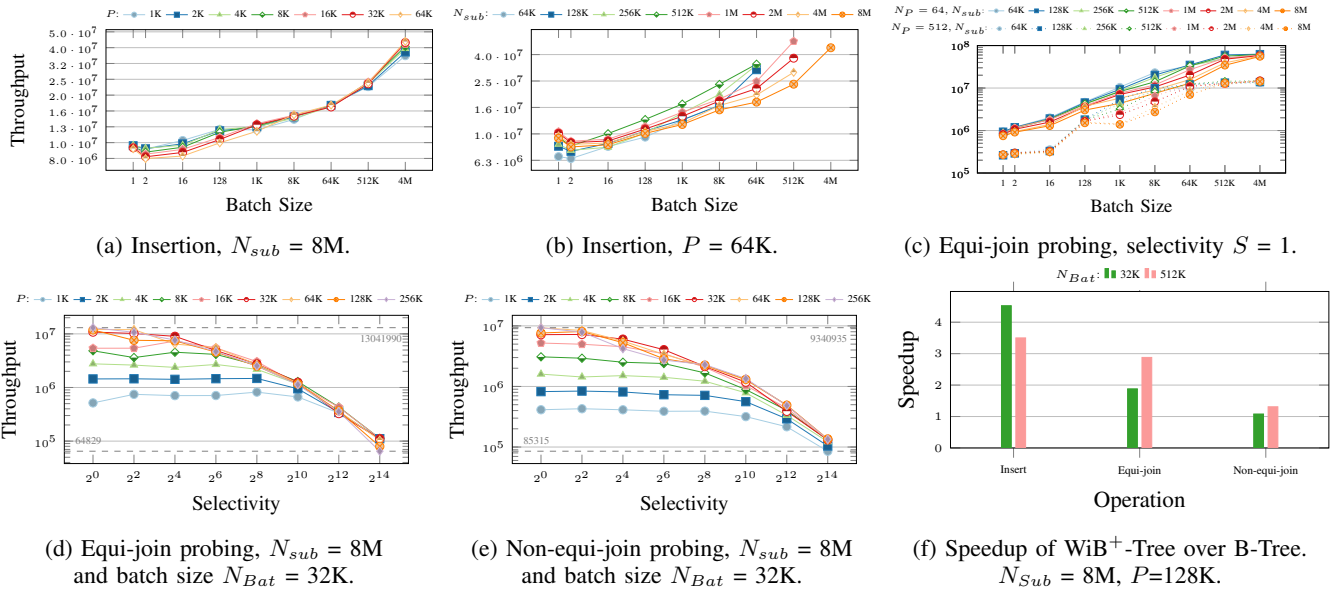 P: 1K 2K 4K 8K 16K 32K 64K
Throughput
5.0 · 10^7
4.0 · 10^7
3.2 · 10^7
2.5 · 10^7
2.0 · 10^7
1.6 · 10^7
1.3 · 10^7
1.0 · 10^7
8.0 · 10^6
1 2 16 128 1K 8K 64K 512K 4M
Batch Size
(a) Insertion, N_sub = 8M.
N_sub: 64K 128K 256K 512K 1M 2M 4M 8M
Throughput
4.0 · 10^7
2.5 · 10^7
1.6 · 10^7
1.0 · 10^7
6.3 · 10^6
1 2 16 128 1K 8K 64K 512K 4M
Batch Size
(b) Insertion, P = 64K.
N_P = 64, N_sub: 64K 128K 256K 512K 1M 2M 4M 8M
N_P = 512, N_sub: 64K 128 256K 512K 1M 2M 4M 8M
Throughput
10^8
10^7
10^6
10^5
1 2 16 128 1K 8K 64K 512K 4M
Batch Size
(c) Equi-join probing, selectivity S = 1.
P: 1K 2K 4K 8K 16K 32K 64K 128K 256K
Throughput
10^7
10^6
10^5
13041990
64829
2^0 2^2 2^4 2^6 2^8 2^10 2^12 2^14
Selectivity
(d) Equi-join probing, N_sub = 8M
and batch size N_Bat = 32K.
P: 1K 2K 4K 8K 16K 32K 64K 128K 256K
Throughput
10^7
10^6
10^5
9340935
85315
2^0 2^2 2^4 2^6 2^8 2^10 2^12 2^14
Selectivity
(e) Non-equi-join probing, N_sub = 8M
and batch size N_Bat = 32K.
N_Bat: 32K 512K
Speedup
4
3
2
1
0
Insert Equi-join Non-equi-join
Operation
(f) Speedup of WiB^+-Tree over B-Tree.
N_Sub = 8M, P=128K.